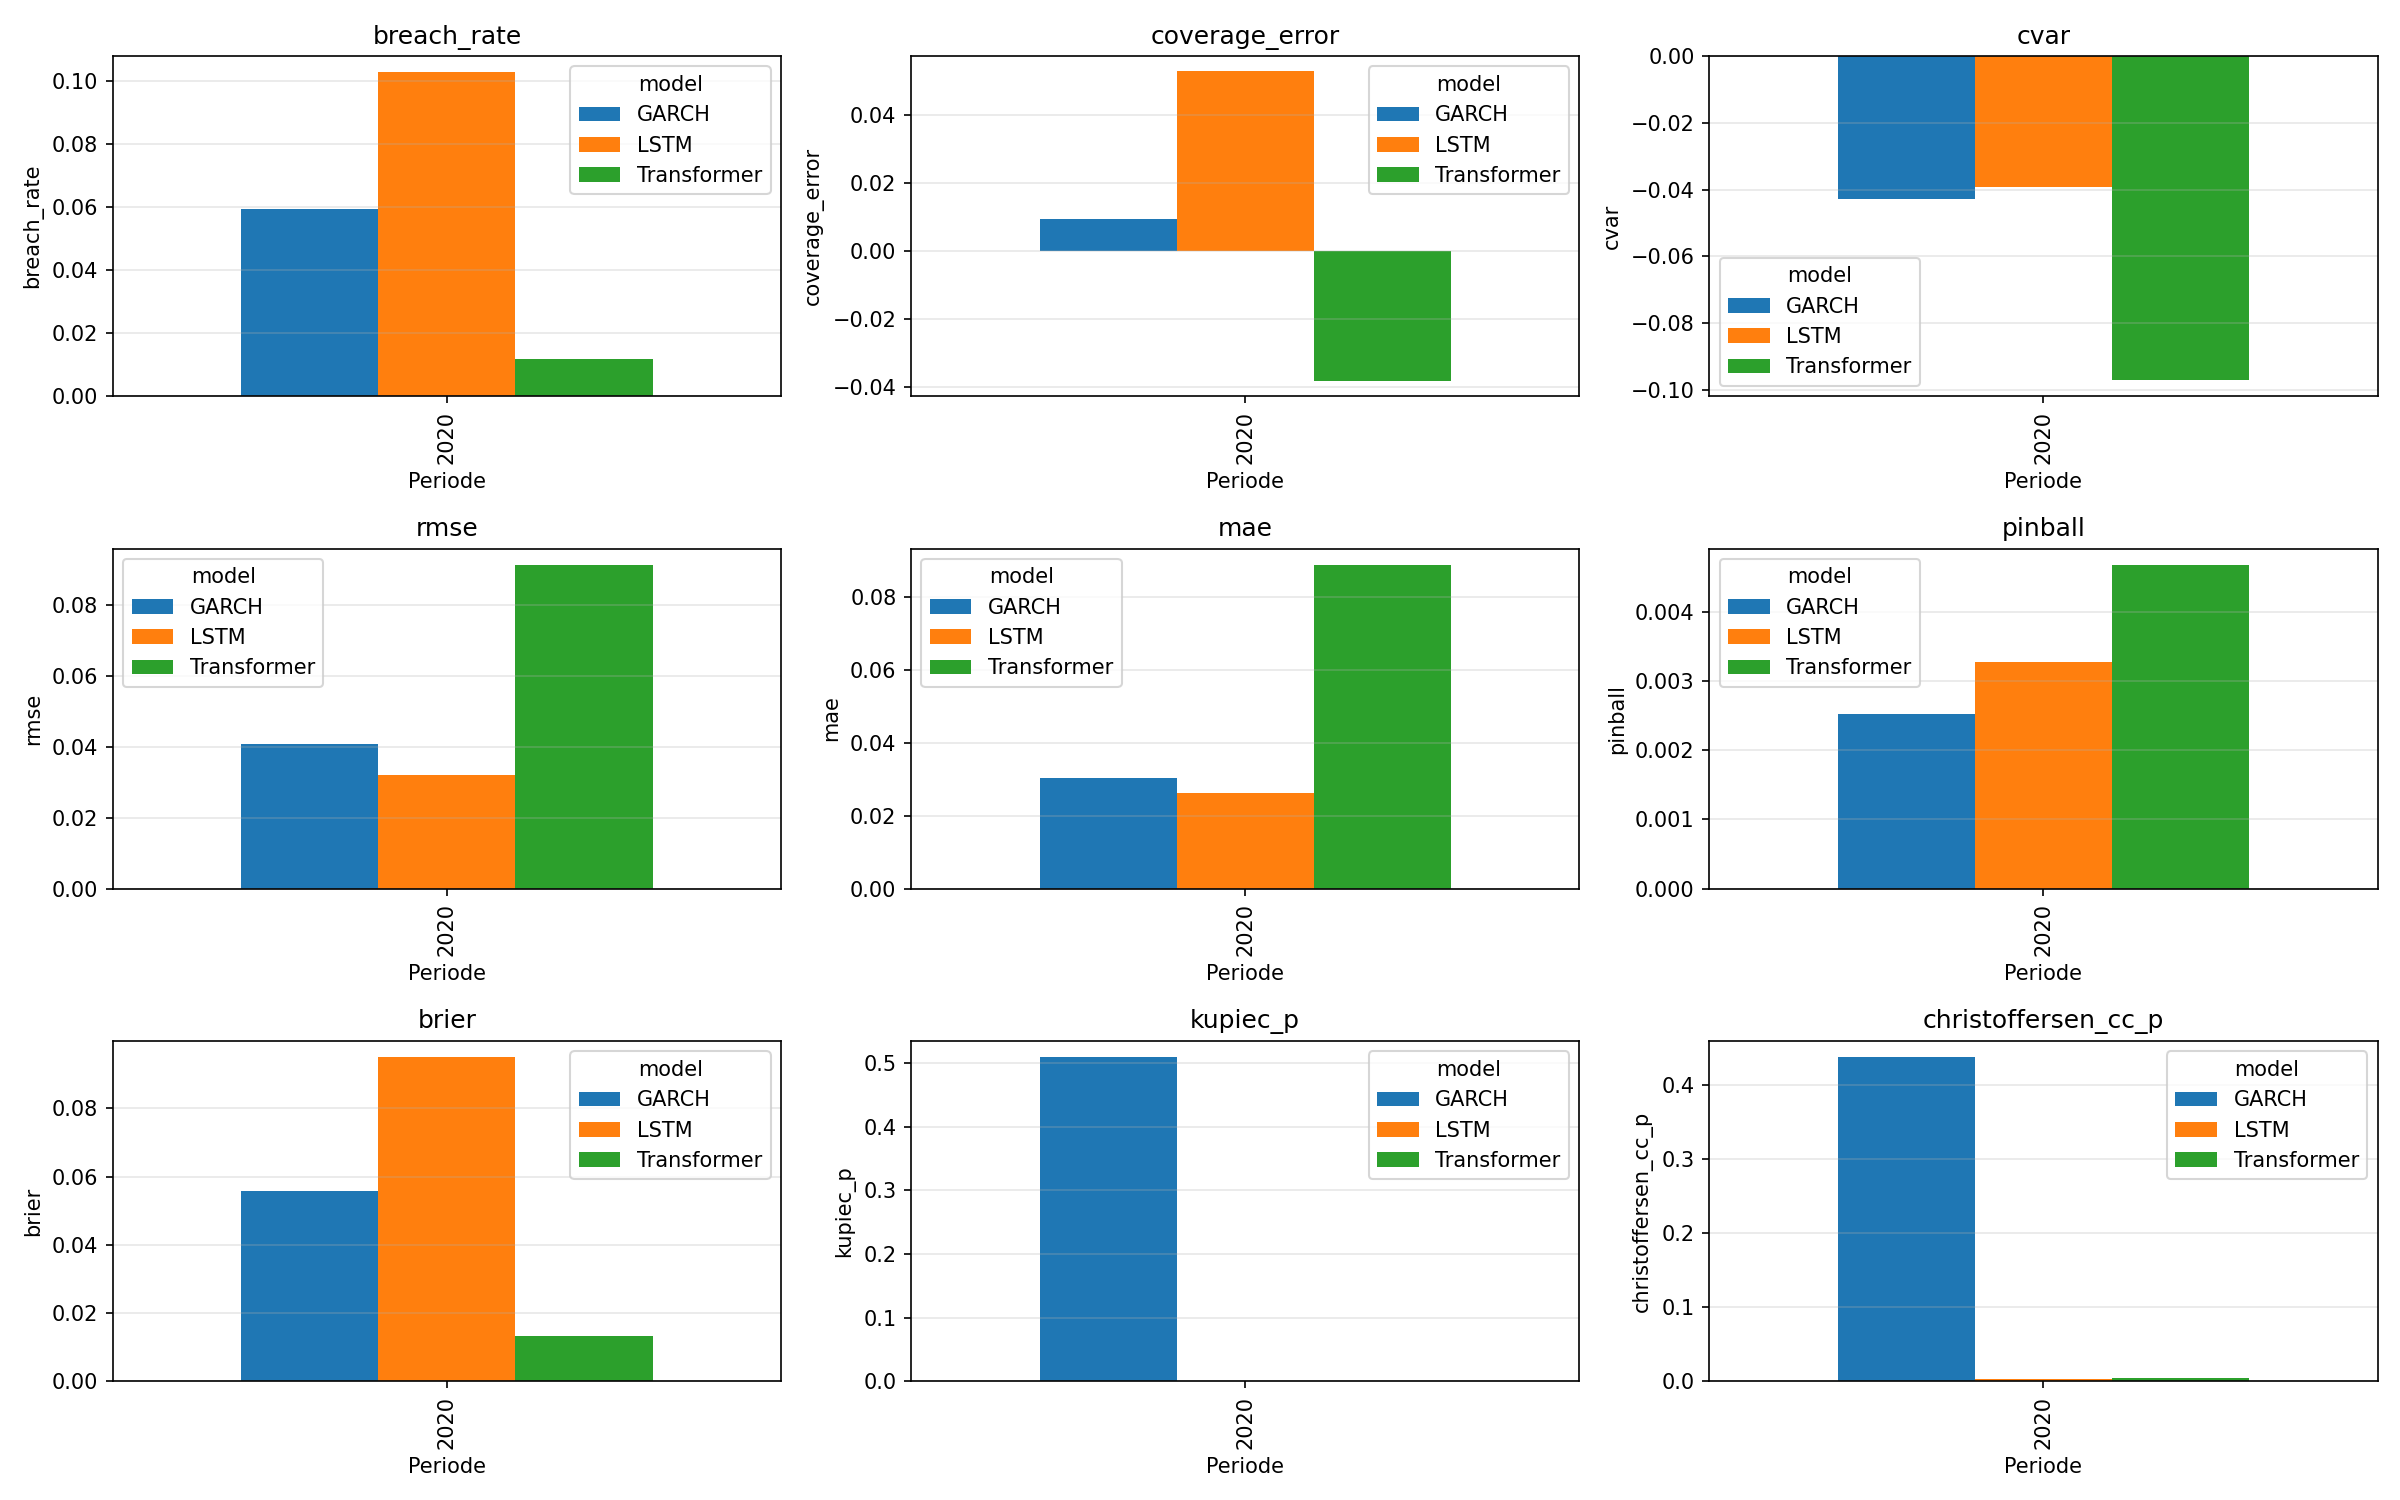 breach_rate
breach_rate
0.10
0.08
0.06
0.04
0.02
0.00
model
GARCH
LSTM
Transformer
2020
Periode
coverage_error
coverage_error
0.04
0.02
0.00
−0.02
−0.04
model
GARCH
LSTM
Transformer
2020
Periode
cvar
cvar
0.00
−0.02
−0.04
−0.06
−0.08
−0.10
model
GARCH
LSTM
Transformer
2020
Periode
rmse
rmse
0.08
0.06
0.04
0.02
0.00
model
GARCH
LSTM
Transformer
2020
Periode
mae
mae
0.08
0.06
0.04
0.02
0.00
model
GARCH
LSTM
Transformer
2020
Periode
pinball
pinball
0.004
0.003
0.002
0.001
0.000
model
GARCH
LSTM
Transformer
2020
Periode
brier
brier
0.08
0.06
0.04
0.02
0.00
model
GARCH
LSTM
Transformer
2020
Periode
kupiec_p
kupiec_p
0.5
0.4
0.3
0.2
0.1
0.0
model
GARCH
LSTM
Transformer
2020
Periode
christoffersen_cc_p
christoffersen_cc_p
0.4
0.3
0.2
0.1
0.0
model
GARCH
LSTM
Transformer
2020
Periode